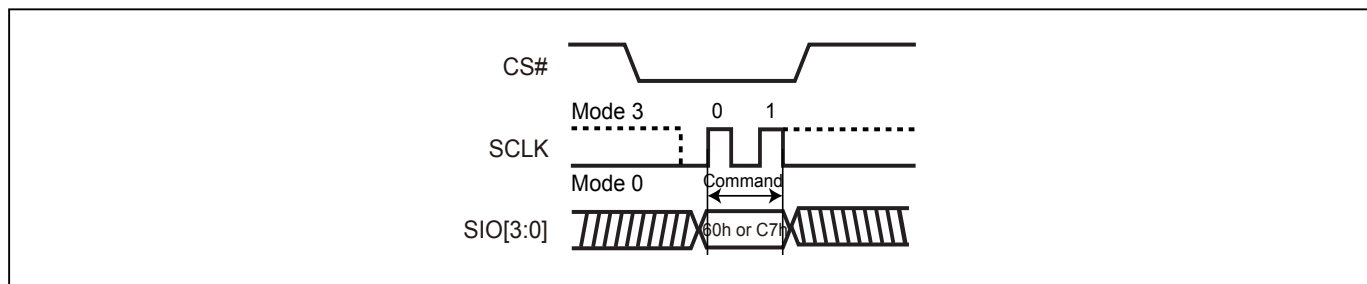 CS#
Mode 3 0 1
SCLK
Mode 0 Command
SIO[3:0] 60h or C7h